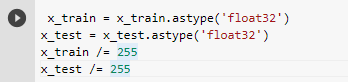 x_train = x_train.astype('float32')
x_test = x_test.astype('float32')
x_train /= 255
x_test /= 255